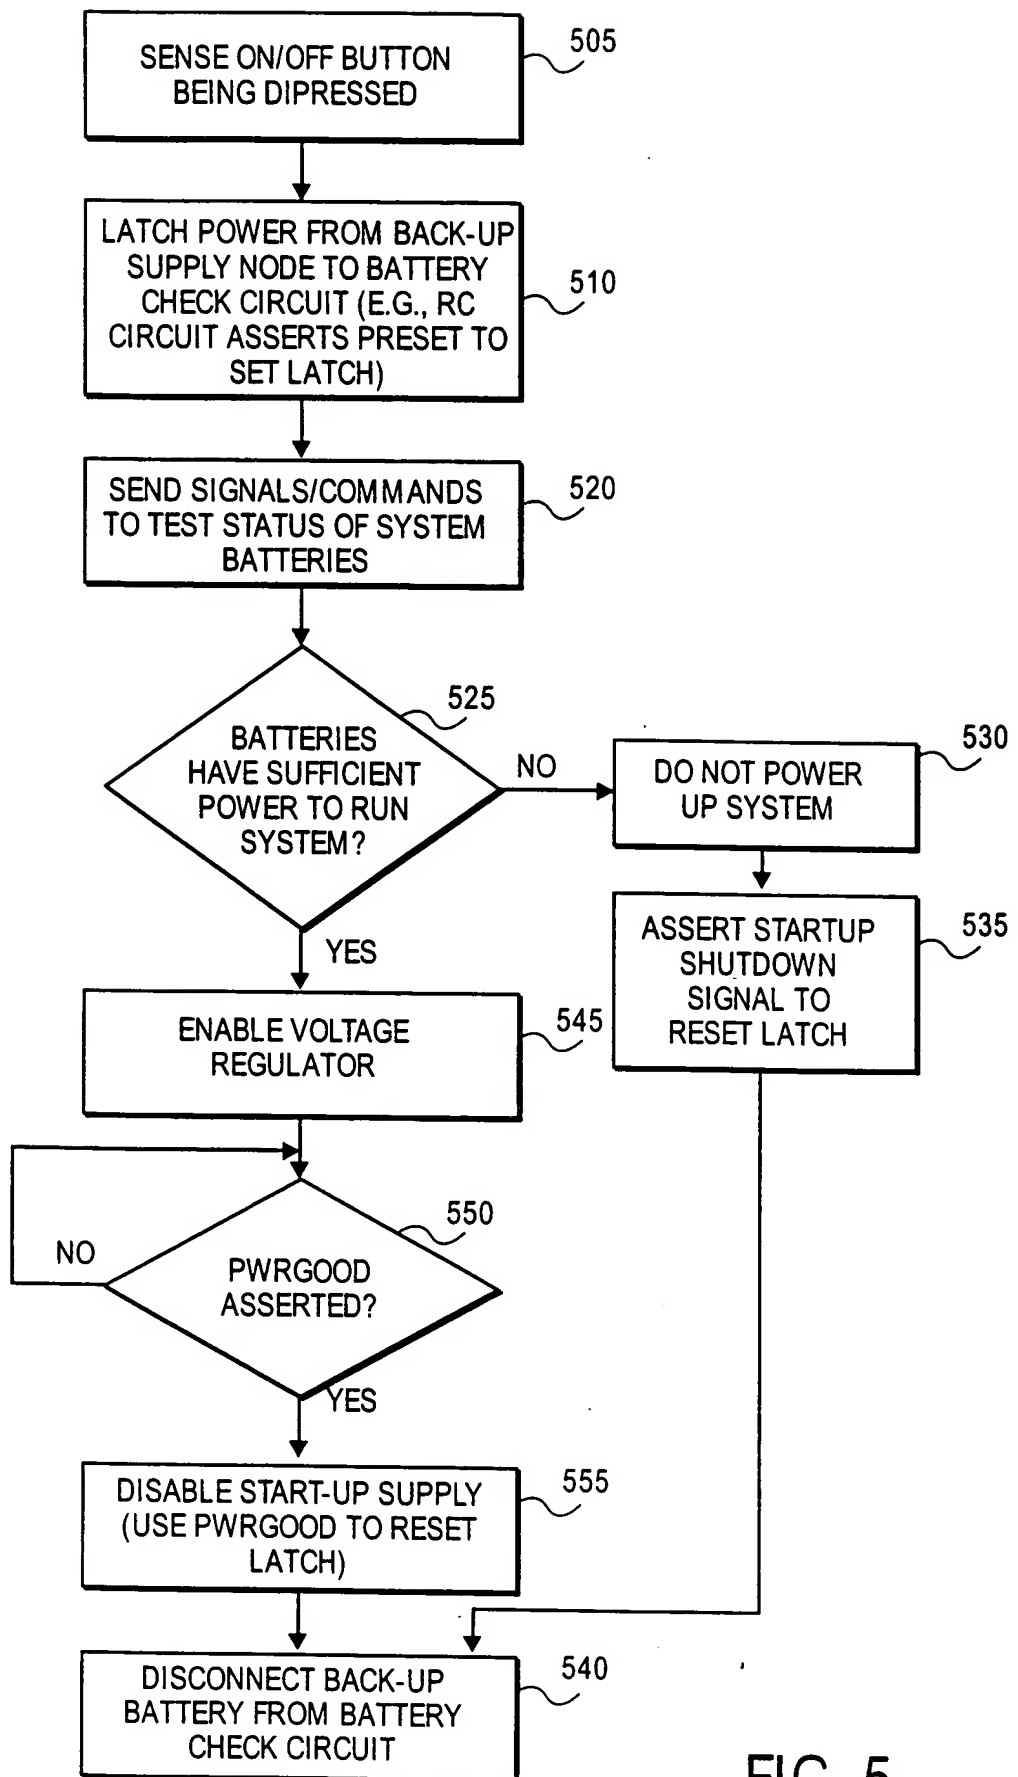 SENSE ON/OFF BUTTON
BEING DIPRESSED
505
LATCH POWER FROM BACK-UP
SUPPLY NODE TO BATTERY
CHECK CIRCUIT (E.G., RC
CIRCUIT ASSERTS PRESET TO
SET LATCH)
510
SEND SIGNALS/COMMANDS
TO TEST STATUS OF SYSTEM
BATTERIES
520
BATTERIES
HAVE SUFFICIENT
POWER TO RUN
SYSTEM?
525
NO
DO NOT POWER
UP SYSTEM
530
ASSERT STARTUP
SHUTDOWN
SIGNAL TO
RESET LATCH
535
YES
ENABLE VOLTAGE
REGULATOR
545
PWRGOOD
ASSERTED?
550
NO
YES
DISABLE START-UP SUPPLY
(USE PWRGOOD TO RESET
LATCH)
555
DISCONNECT BACK-UP
BATTERY FROM BATTERY
CHECK CIRCUIT
540
FIG. 5